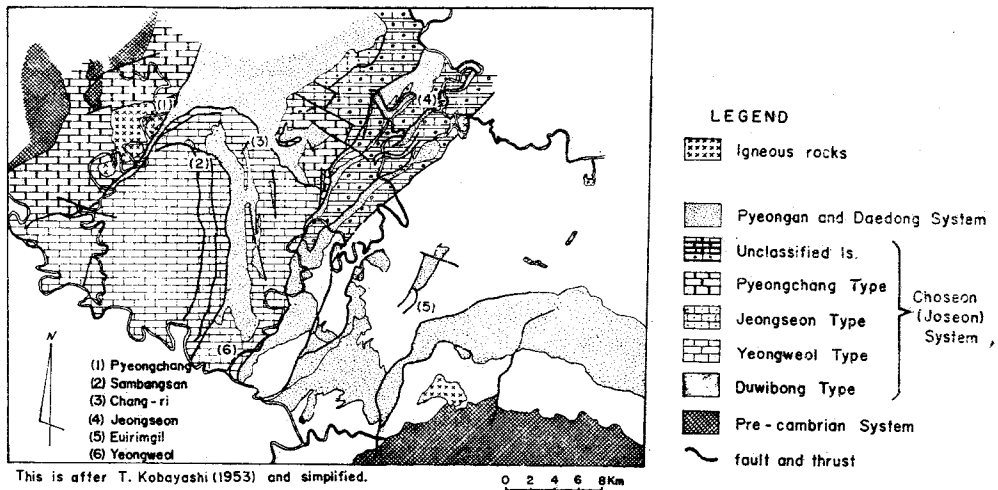 (1)
(2)
(3)
(4)
(5)
(6)
N
(1) Pyeongchang
(2) Sambangsan
(3) Chang-ri
(4) Jeongseon
(5) Euirimgil
(6) Yeongweol
This is after T. Kobayashi (1953) and simplified.
0 2 4 6 8Km
LEGEND
Igneous rocks
Pyeongan and Daedong System
Unclassified ls.
Pyeongchang Type
Jeongseon Type
Yeongweol Type
Duwibong Type
Choseon
(Joseon)
System ,
Pre-cambrian System
fault and thrust